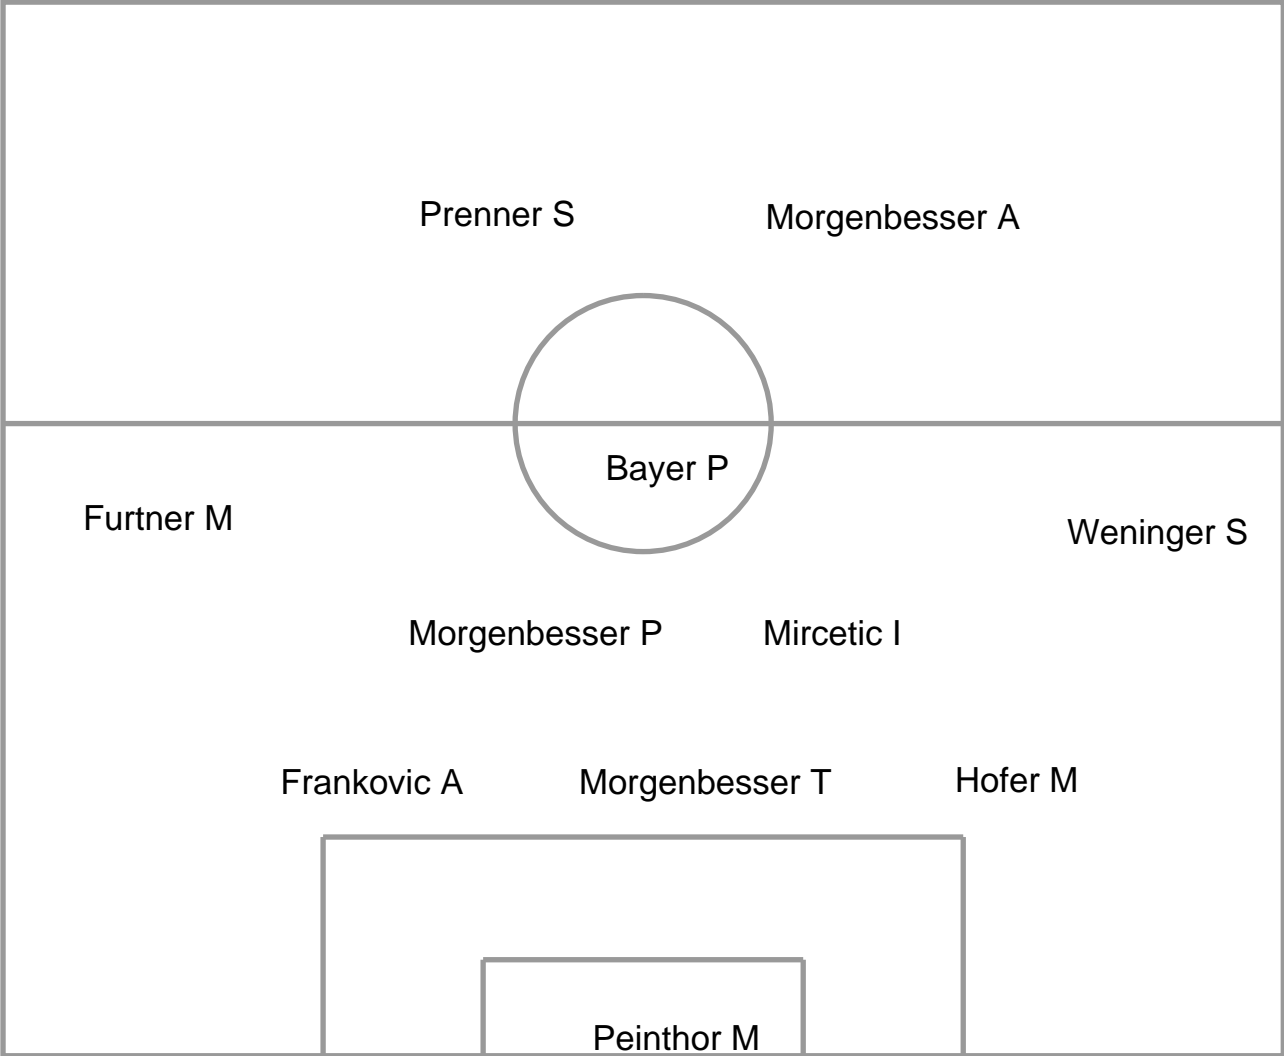 Prenner S
Morgenbesser A
Bayer P
Furtner M
Weninger S
Morgenbesser P
Mircetic I
Frankovic A
Morgenbesser T
Hofer M
Peinthor M